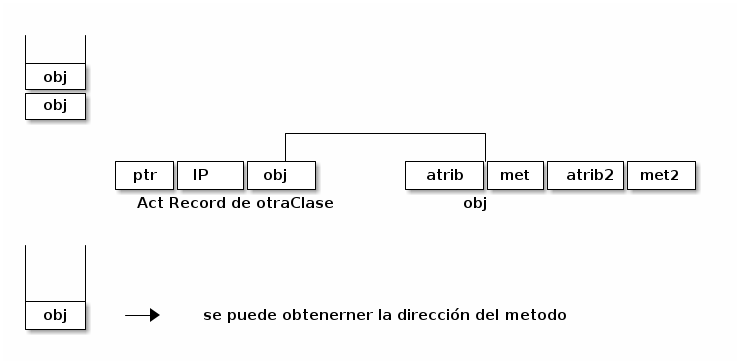 obj
obj
ptr IP obj atrib met atrib2 met2
Act Record de otraClase obj
obj se puede obtenerner la dirección del metodo